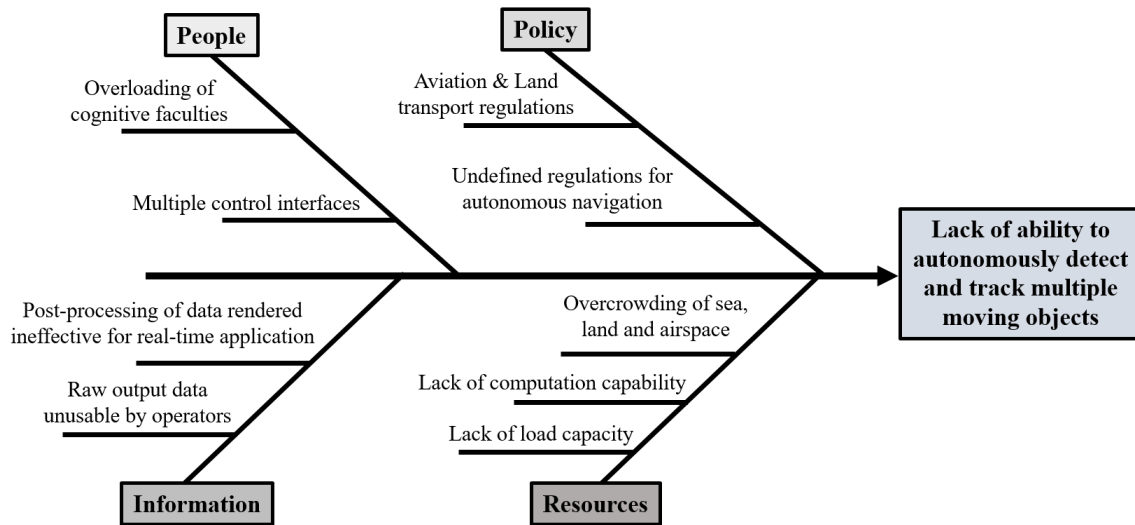 People
Overloading of
cognitive faculties
Multiple control interfaces
Policy
Aviation & Land
transport regulations
Undefined regulations for
autonomous navigation
Lack of ability to
autonomously detect
and track multiple
moving objects
Post-processing of data rendered
ineffective for real-time application
Raw output data
unusable by operators
Information
Overcrowding of sea,
land and airspace
Lack of computation capability
Lack of load capacity
Resources